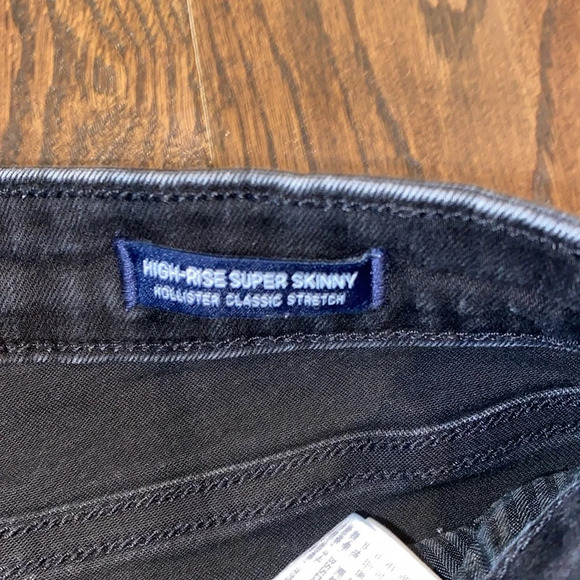 HIGH-RISE SUPER SKINNY
HOLLISTER CLASSIC STRETCH